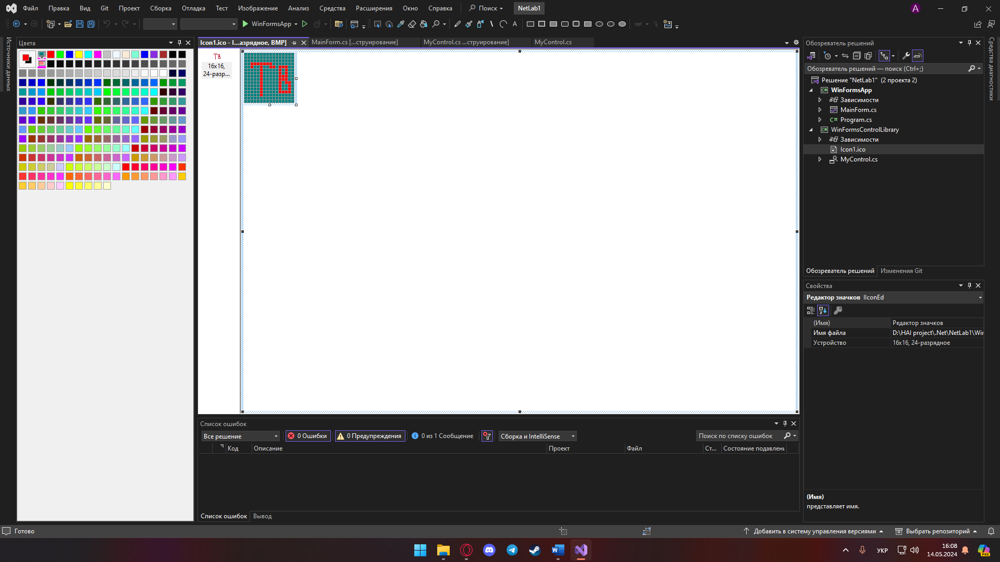 Файл Правка Вид Git Проект Сборка Отладка Тест Изображение Анализ Средства Расширения Окно Справка Поиск NetLab1 A
WinFormsApp A opt
Источники данных
Цвета
Icon1.ico - I...азрядное, BMP] MainForm.cs [...струирование] MyControl.cs ...струирование] MyControl.cs
ТВ
16x16,
24-разр...
ТВ
Обозреватель решений
Обозреватель решений — поиск (Ctrl+;)
Решение "NetLab1" (2 проекта 2)
WinFormsApp
Зависимости
MainForm.cs
C# Program.cs
WinFormsControlLibrary
Зависимости
Icon1.ico
MyControl.cs
Обозреватель решений Изменения Git
Средства диагностики
Свойства
Редактор значков IIconEd
(Имя) Редактор значков
Имя файла D:\HAI project\.Net\NetLab1\Wir
Устройство 16x16, 24-разрядное
(Имя)
представляет имя.
Список ошибок
Все решение 0 Ошибки 0 Предупреждения 0 из 1 Сообщение Сборка и IntelliSense Поиск по списку ошибок
Код Описание Проект Файл Ст... Состояние подавлени
Список ошибок Вывод
Готово Добавить в систему управления версиями Выбрать репозиторий
УКР 16:08
14.05.2024
PRE